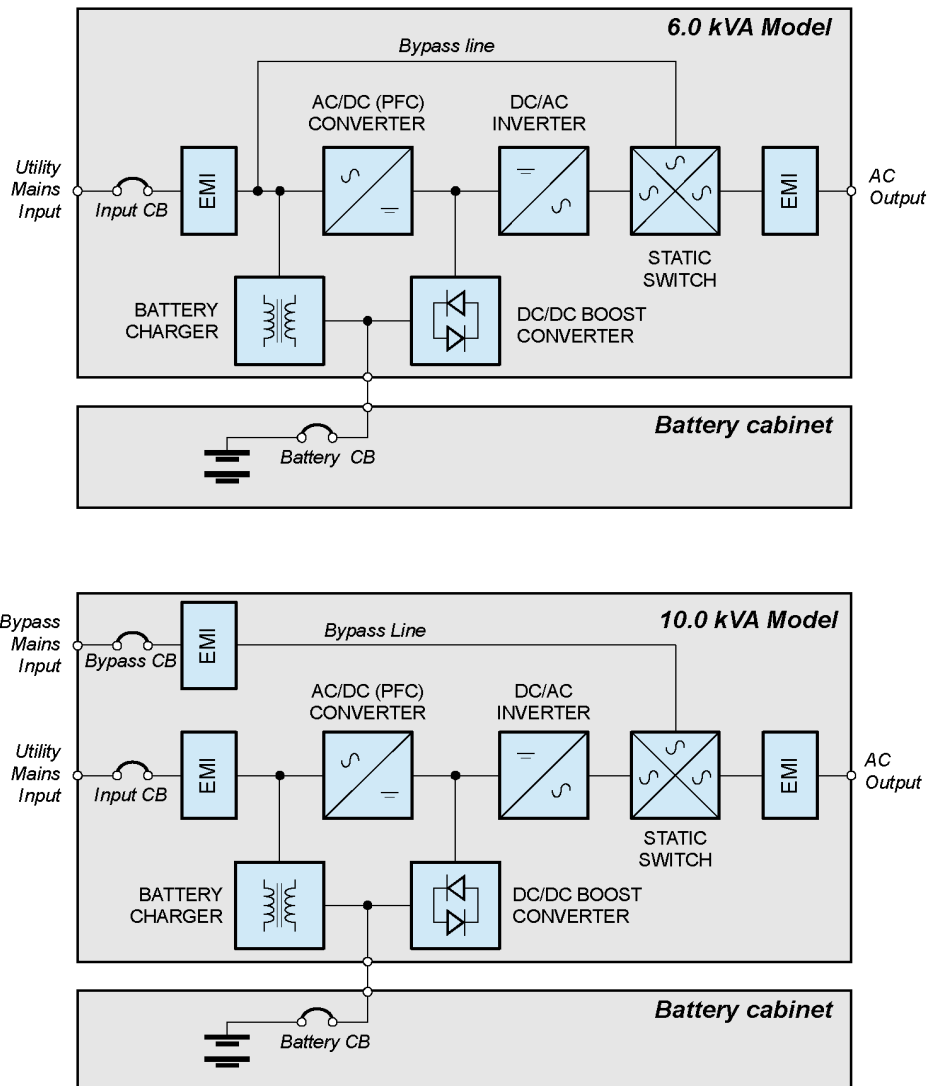 6.0 kVA Model
Bypass line
AC/DC (PFC)
CONVERTER
DC/AC
INVERTER
Utility
Mains
Input
Input CB
EMI
EMI
AC
Output
STATIC
SWITCH
BATTERY
CHARGER
DC/DC BOOST
CONVERTER
Battery cabinet
Battery CB
10.0 kVA Model
Bypass
Mains
Input
Bypass CB
EMI
Bypass Line
AC/DC (PFC)
CONVERTER
DC/AC
INVERTER
Utility
Mains
Input
Input CB
EMI
EMI
AC
Output
STATIC
SWITCH
BATTERY
CHARGER
DC/DC BOOST
CONVERTER
Battery cabinet
Battery CB